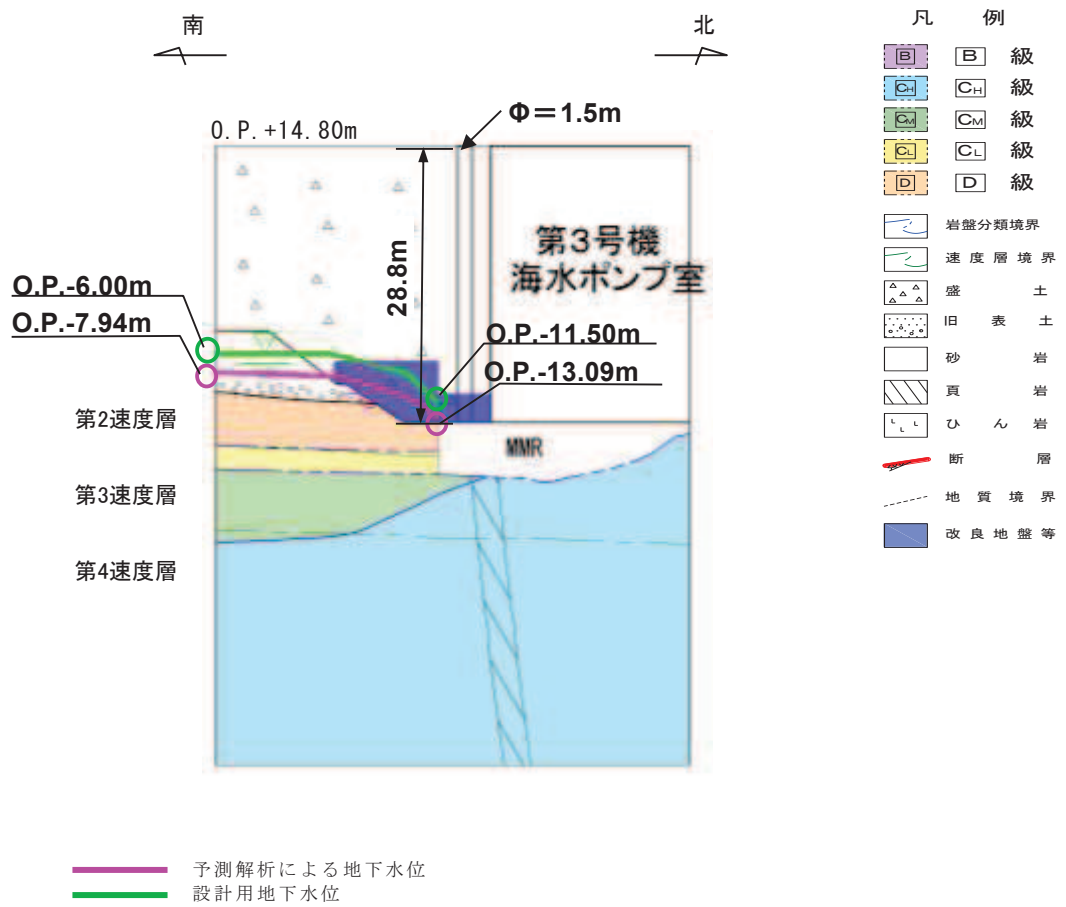 南
北
O.P.+14.80m
Φ＝1.5m
28.8m
第3号機
海水ポンプ室
O.P.-6.00m
O.P.-7.94m
O.P.-11.50m
O.P.-13.09m
第2速度層
MMR
第3速度層
第4速度層
凡 例
B B 級
CH CH 級
CM CM 級
CL CL 級
D D 級
岩盤分類境界
速度層境界
盛土
旧表土
砂岩
頁岩
ひん岩
断層
地質境界
改良地盤等
予測解析による地下水位
設計用地下水位